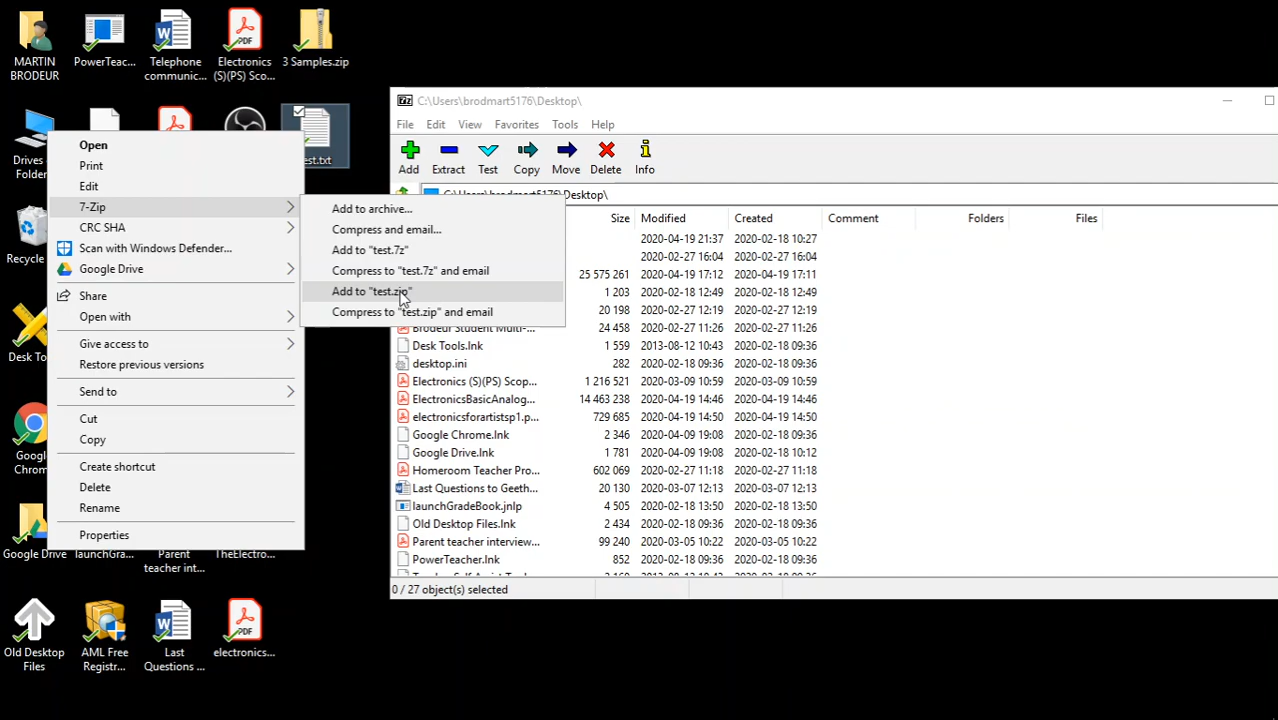 MARTIN
BRODEUR
PowerTeac...
Telephone
communic...
Electronics
(S)(PS) Sco...
3 Samples.zip
Drives -
Folder
est.txt
Recycle
Desk To
Google
Chrom
Google Drive
launchGra...
Parent
teacher int...
TheElectro...
Old Desktop
Files
AML Free
Registr...
Last
Questions ...
electronics...
Open
Print
Edit
7-Zip
CRC SHA
Scan with Windows Defender...
Google Drive
Share
Open with
Give access to
Restore previous versions
Send to
Cut
Copy
Create shortcut
Delete
Rename
Properties
Add to archive...
Compress and email...
Add to "test.7z"
Compress to "test.7z" and email
Add to "test.zip"
Compress to "test.zip" and email
7z C:\Users\brodmart5176\Desktop\
File Edit View Favorites Tools Help
Add Extract Test Copy Move Delete Info
C:\Users\brodmart5176\Desktop\
Size Modified Created Comment Folders Files
2020-04-19 21:37 2020-02-18 10:27
2020-02-27 16:04 2020-02-27 16:04
25 575 261 2020-04-19 17:12 2020-04-19 17:11
1 203 2020-02-18 12:49 2020-02-18 12:49
20 198 2020-02-27 12:19 2020-02-27 12:19
Brodeur Student Multi-... 24 458 2020-02-27 11:26 2020-02-27 11:26
Desk Tools.lnk 1 559 2013-08-12 10:43 2020-02-18 09:36
desktop.ini 282 2020-02-18 09:36 2020-02-18 09:36
Electronics (S)(PS) Scop... 1 216 521 2020-03-09 10:59 2020-03-09 10:59
ElectronicsBasicAnalog... 14 463 238 2020-04-19 14:46 2020-04-19 14:46
electronicsforartistsp1.p... 729 685 2020-04-19 14:50 2020-04-19 14:50
Google Chrome.lnk 2 346 2020-04-09 19:08 2020-02-18 09:36
Google Drive.lnk 1 781 2020-04-09 19:08 2020-02-18 10:12
Homeroom Teacher Pro... 602 069 2020-02-27 11:18 2020-02-27 11:18
Last Questions to Geeth... 20 130 2020-03-07 12:13 2020-03-07 12:13
launchGradeBook.jnlp 4 505 2020-02-18 13:50 2020-02-18 13:50
Old Desktop Files.lnk 2 434 2020-02-18 09:36 2020-02-18 09:36
Parent teacher interview... 99 240 2020-03-05 10:22 2020-03-05 10:22
PowerTeacher.lnk 852 2020-02-18 09:36 2020-02-18 09:36
0 / 27 object(s) selected